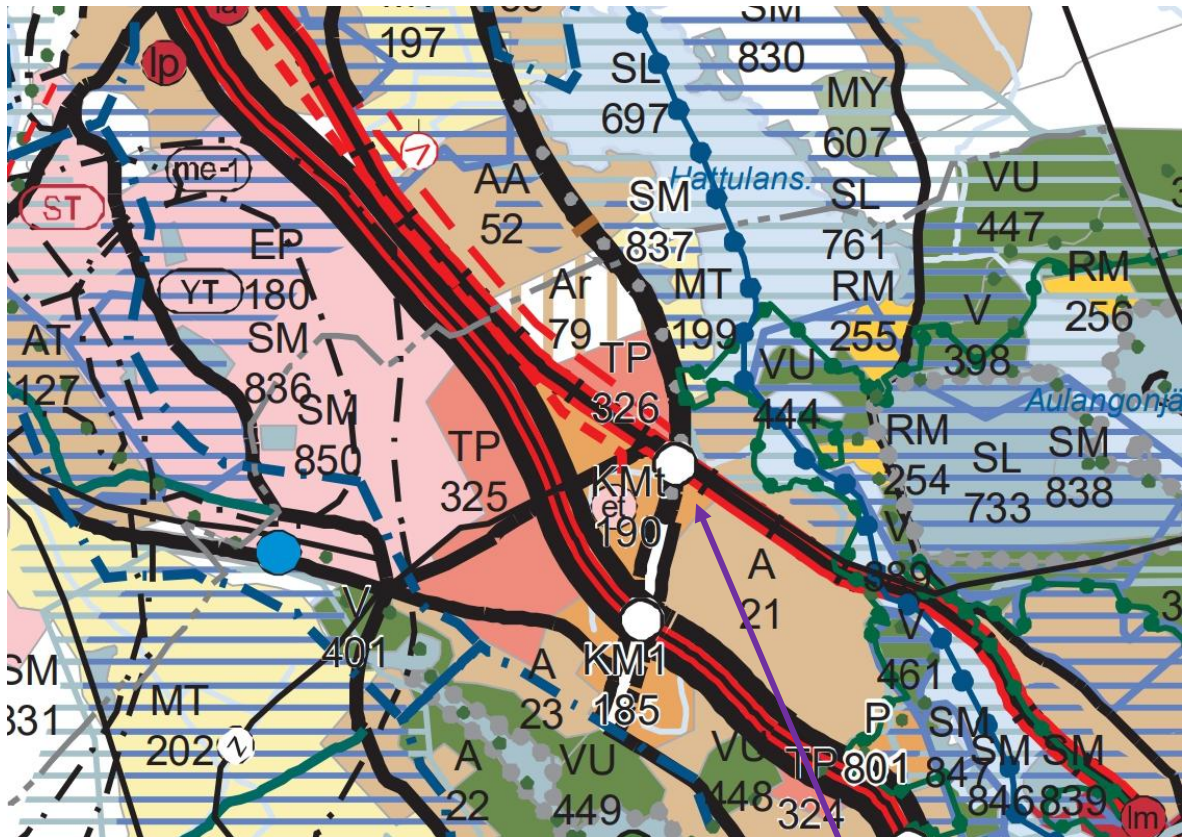 la
lp
197
SM
830
SL
697
MY
607
me-1
AA
52
Hattulans.
VU
447
ST
SM
837
SL
761
EP
180
YT
Ar
79
MT
199
RM
255
RM
256
V
398
AT
127
SM
836
TP
326
VU
444
Aulangonjä
SM
850
TP
325
RM
254
SL
733
SM
838
KMt
et
190
V
A
21
V
401
KM1
185
V
461
A
23
SM
MT
202
P
801
SM
847
SM
846
SM
839
A
22
VU
449
VU
448
TP
324
lm